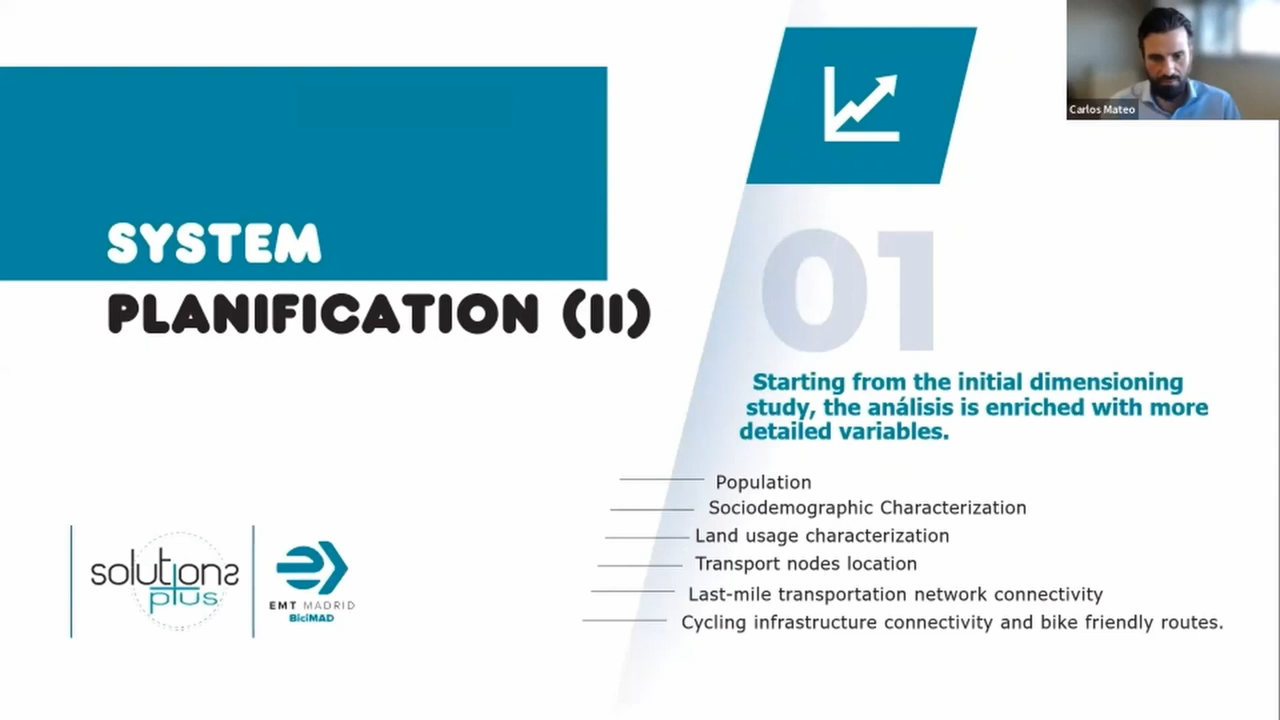 Carlos Mateo
SYSTEM
PLANIFICATION (II)
01
Starting from the initial dimensioning
study, the análisis is enriched with more
detailed variables.
Population
Sociodemographic Characterization
Land usage characterization
Transport nodes location
Last-mile transportation network connectivity
Cycling infrastructure connectivity and bike friendly routes.
solutions
plus
EMT MADRID
BiciMAD